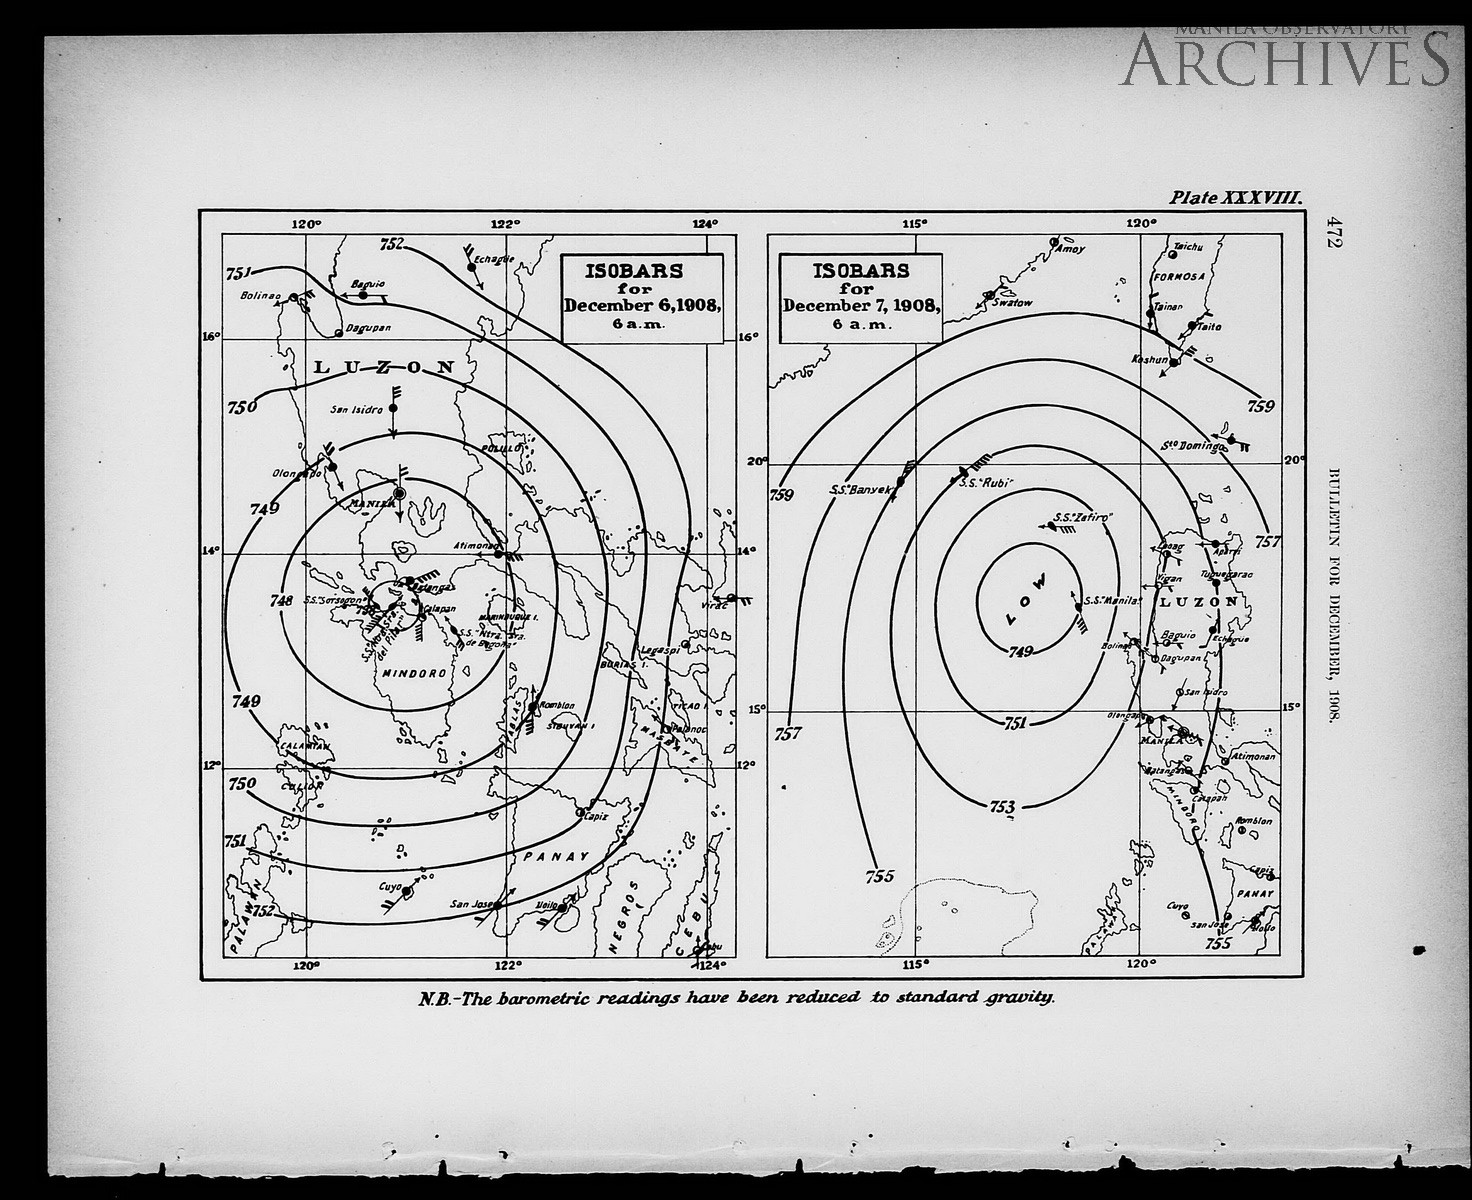 MANILA OBSERVATORY
ARCHIVES
Plate XXXVIII.
472
BULLETIN FOR DECEMBER, 1908.
120° 122° 124°
ISOBARS
for
December 6, 1908,
6 a.m.
752
751
Echagüe
Baguio
Bolinao
Dagupan
16°
LUZON
750
San Isidro
POLILLO
Olongapo
MANILA
749
Atimonan
14° 14°
Batangas
748
S.S."Sorsogon"
Calapan
Virac
MARINDUQUE I.
S.S."Ntra. Sra.
de Begoña"
del Pilar"
Legaspi
BURIAS I.
MINDORO
749
Romblon
TICAO I.
SIBUYAN I
TABLAS
Palanoc
MASBATE
CALAMIAN
12° 12°
CULION
750
Capiz
751
PANAY
Cuyo
San Jose
Iloilo
752
PALAWAN
NEGROS
CEBU
Cebu
120° 122° 124°
115° 120°
ISOBARS
for
December 7, 1908,
6 a.m.
Amoy
Taichu
FORMOSA
Swatow
Tainan
Taito
Koshun
759
Sto Domingo
20° 20°
759
S.S."Banyek"
S.S."Rubi"
S.S."Zafiro"
757
Laoag
Aparri
Vigan
Tuguegarao
LOW
S.S."Manila"
LUZON
749
Baguio
Bolinao
Echagüe
Dagupan
San Isidro
15° 15°
751
Olongapo
757
MANILA
Atimonan
Batangas
Calapan
753
MINDORO
Romblon
755
Capiz
PANAY
Cuyo
San Jose
Iloilo
PALAWAN
755
115° 120°
N.B.-The barometric readings have been reduced to standard gravity.